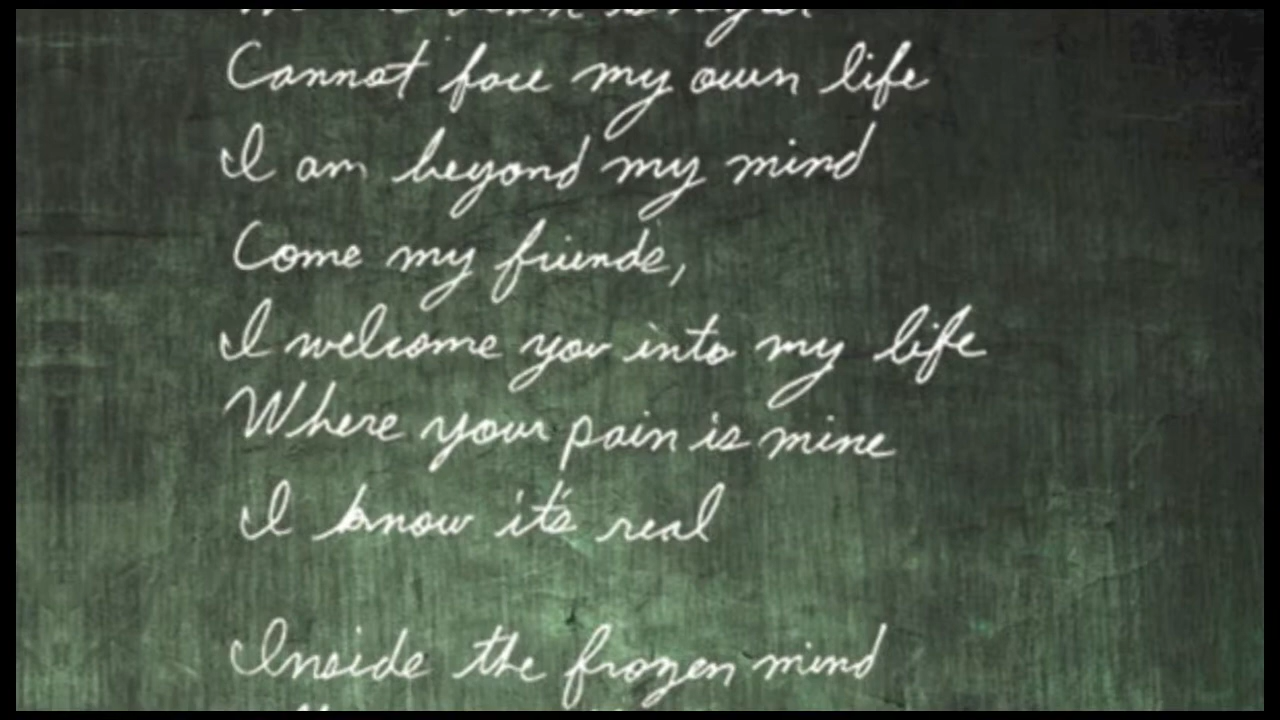 Cannot face my own life
I am beyond my mind
Come my friends,
I welcome you into my life
Where your pain is mine
I know it's real
Inside the frozen mind